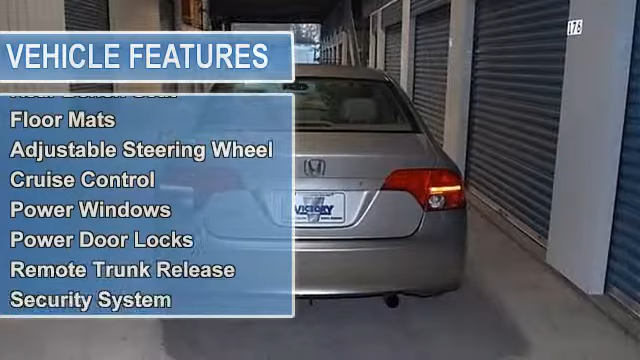 VEHICLE FEATURES
Floor Mats
Adjustable Steering Wheel
Cruise Control
Power Windows
Power Door Locks
Remote Trunk Release
Security System
176
VICTORY